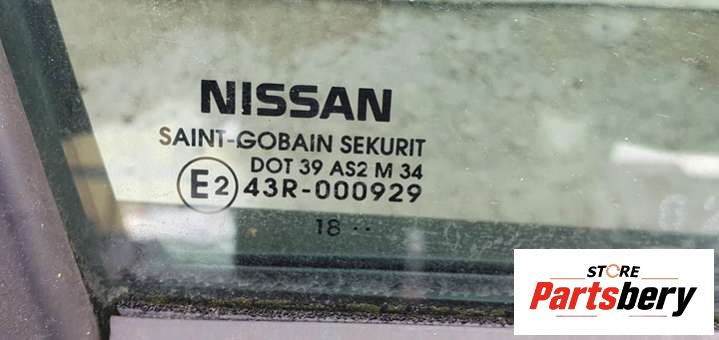 NISSAN
SAINT-GOBAIN SEKURIT
DOT 39 AS2 M 34
E2 43R-000929
18 ..
STORE
Partsbery